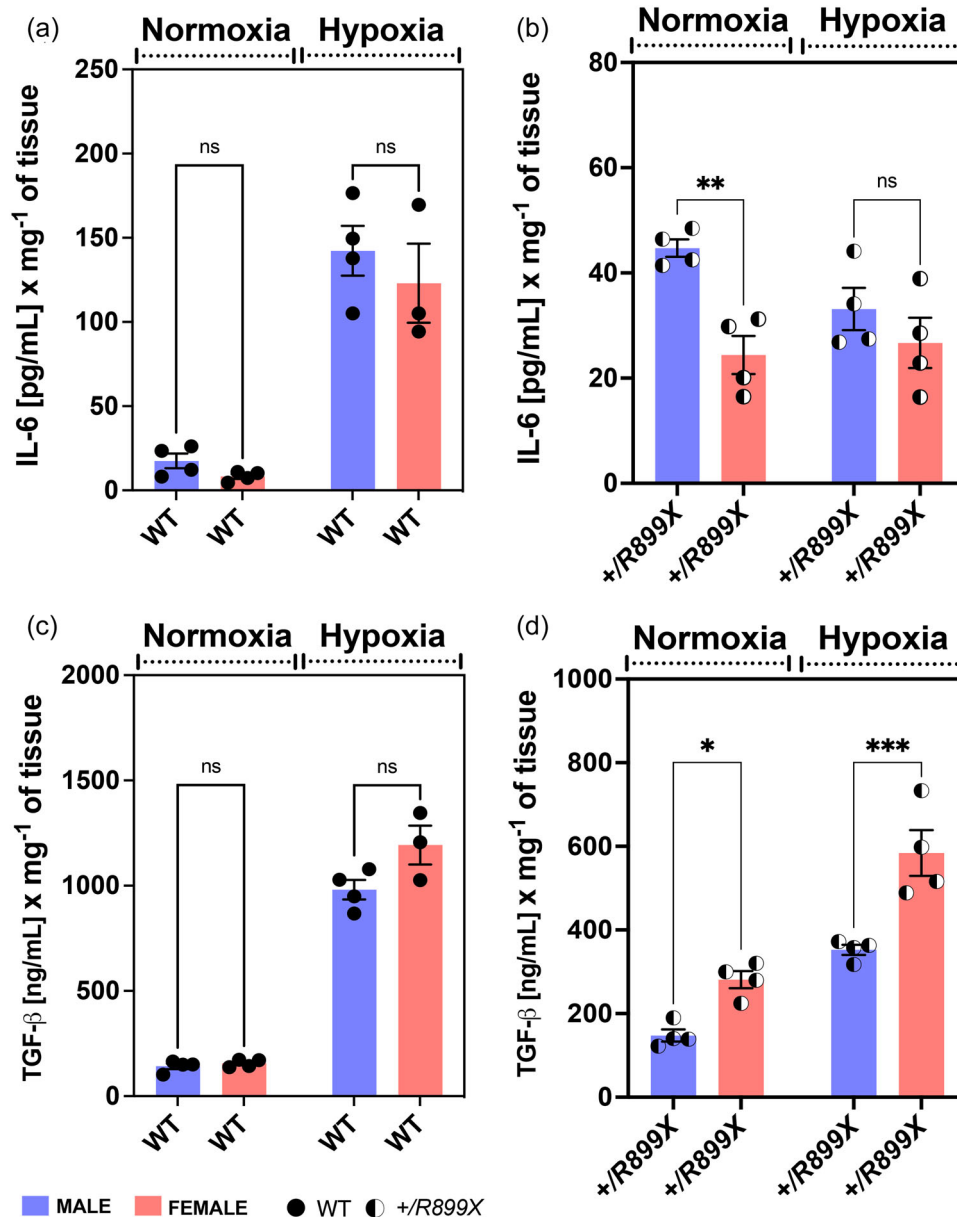 (a)
Normoxia Hypoxia
IL-6 [pg/mL] x mg⁻¹ of tissue
250
200
150
100
50
0
ns
ns
WT
WT
WT
WT
(b)
Normoxia Hypoxia
IL-6 [pg/mL] x mg⁻¹ of tissue
80
60
40
20
0
**
ns
+/R899X
+/R899X
+/R899X
+/R899X
(c)
Normoxia Hypoxia
TGF-β [ng/mL] x mg⁻¹ of tissue
2000
1500
1000
500
0
ns
ns
WT
WT
WT
WT
(d)
Normoxia Hypoxia
TGF-β [ng/mL] x mg⁻¹ of tissue
1000
800
600
400
200
0
*
***
+/R899X
+/R899X
+/R899X
+/R899X
MALE FEMALE WT +/R899X